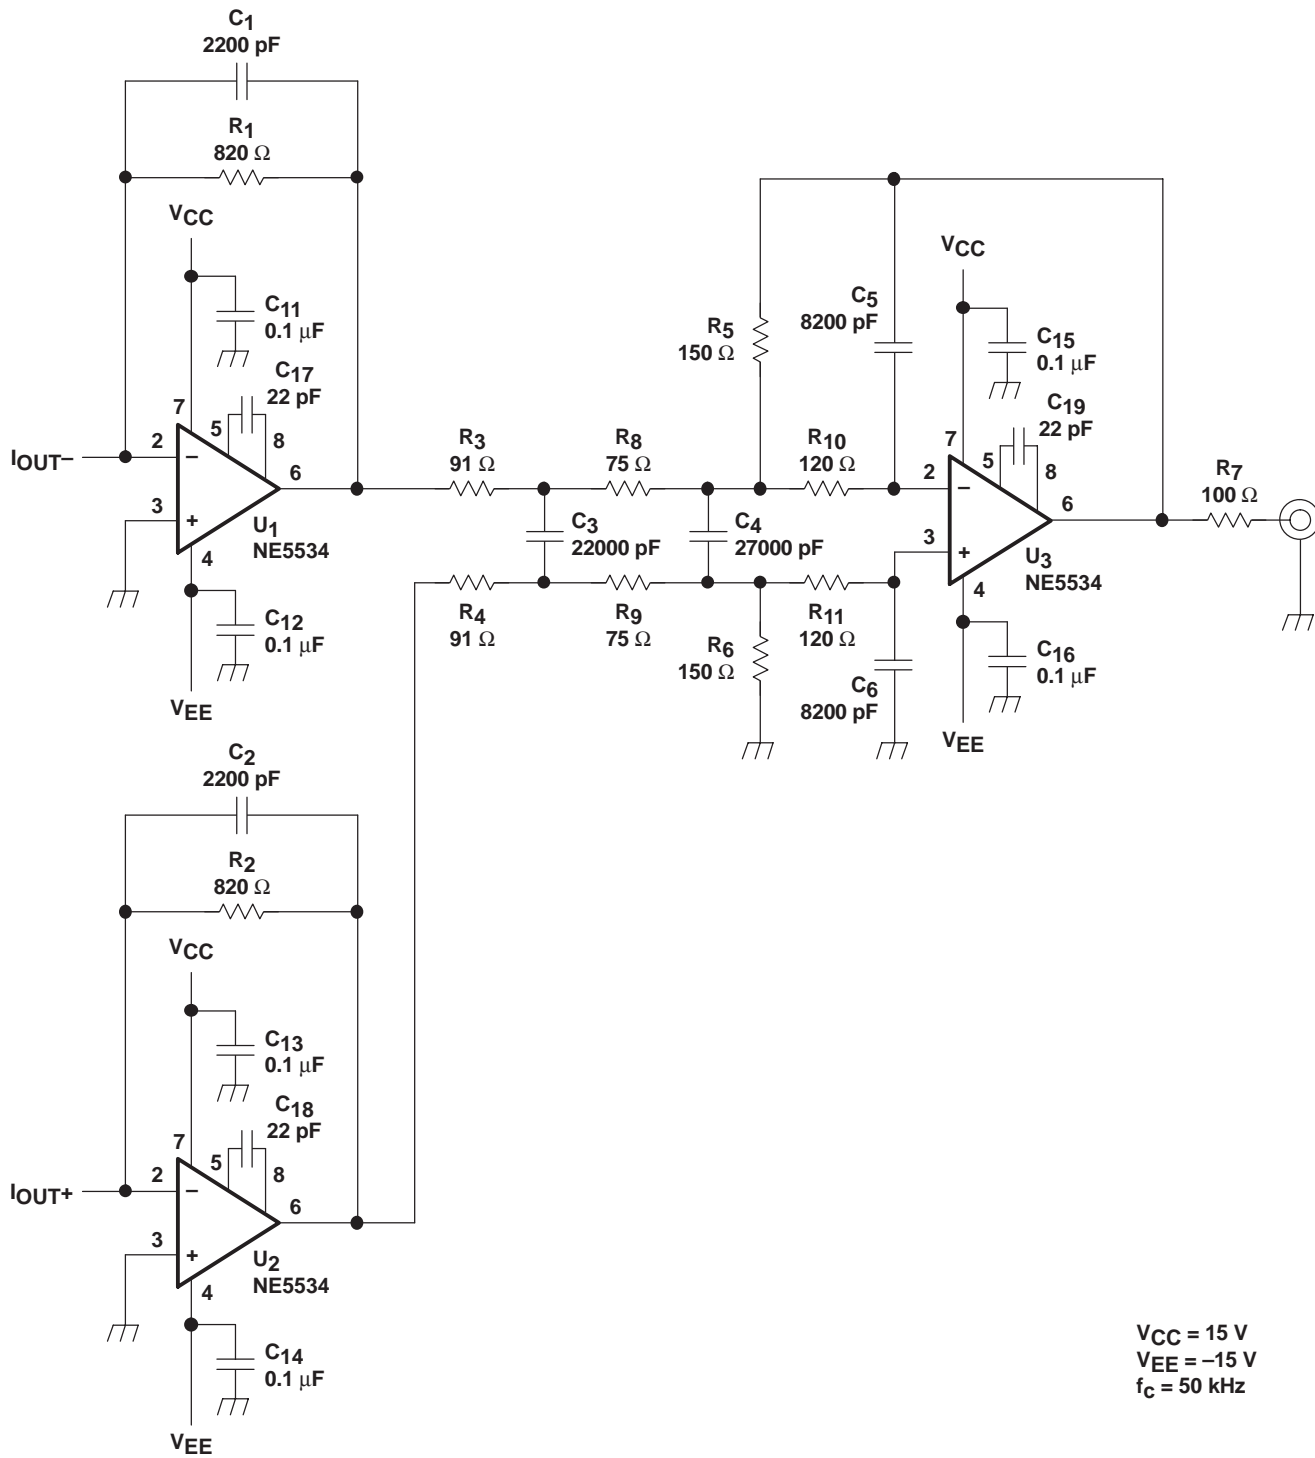 C1
2200 pF
R1
820 Ω
VCC
C11
0.1 μF
C17
22 pF
7
5
8
2
IOUT–
–
6
3
+
U1
NE5534
4
C12
0.1 μF
VEE
R3
91 Ω
R8
75 Ω
R10
120 Ω
C3
22000 pF
C4
27000 pF
R4
91 Ω
R9
75 Ω
R11
120 Ω
R5
150 Ω
C5
8200 pF
R6
150 Ω
C6
8200 pF
VCC
C15
0.1 μF
C19
22 pF
7
5
8
2
–
6
3
+
U3
NE5534
4
R7
100 Ω
C16
0.1 μF
VEE
C2
2200 pF
R2
820 Ω
VCC
C13
0.1 μF
C18
22 pF
7
5
8
2
IOUT+
–
6
3
+
U2
NE5534
4
C14
0.1 μF
VEE
VCC = 15 V
VEE = –15 V
fC = 50 kHz